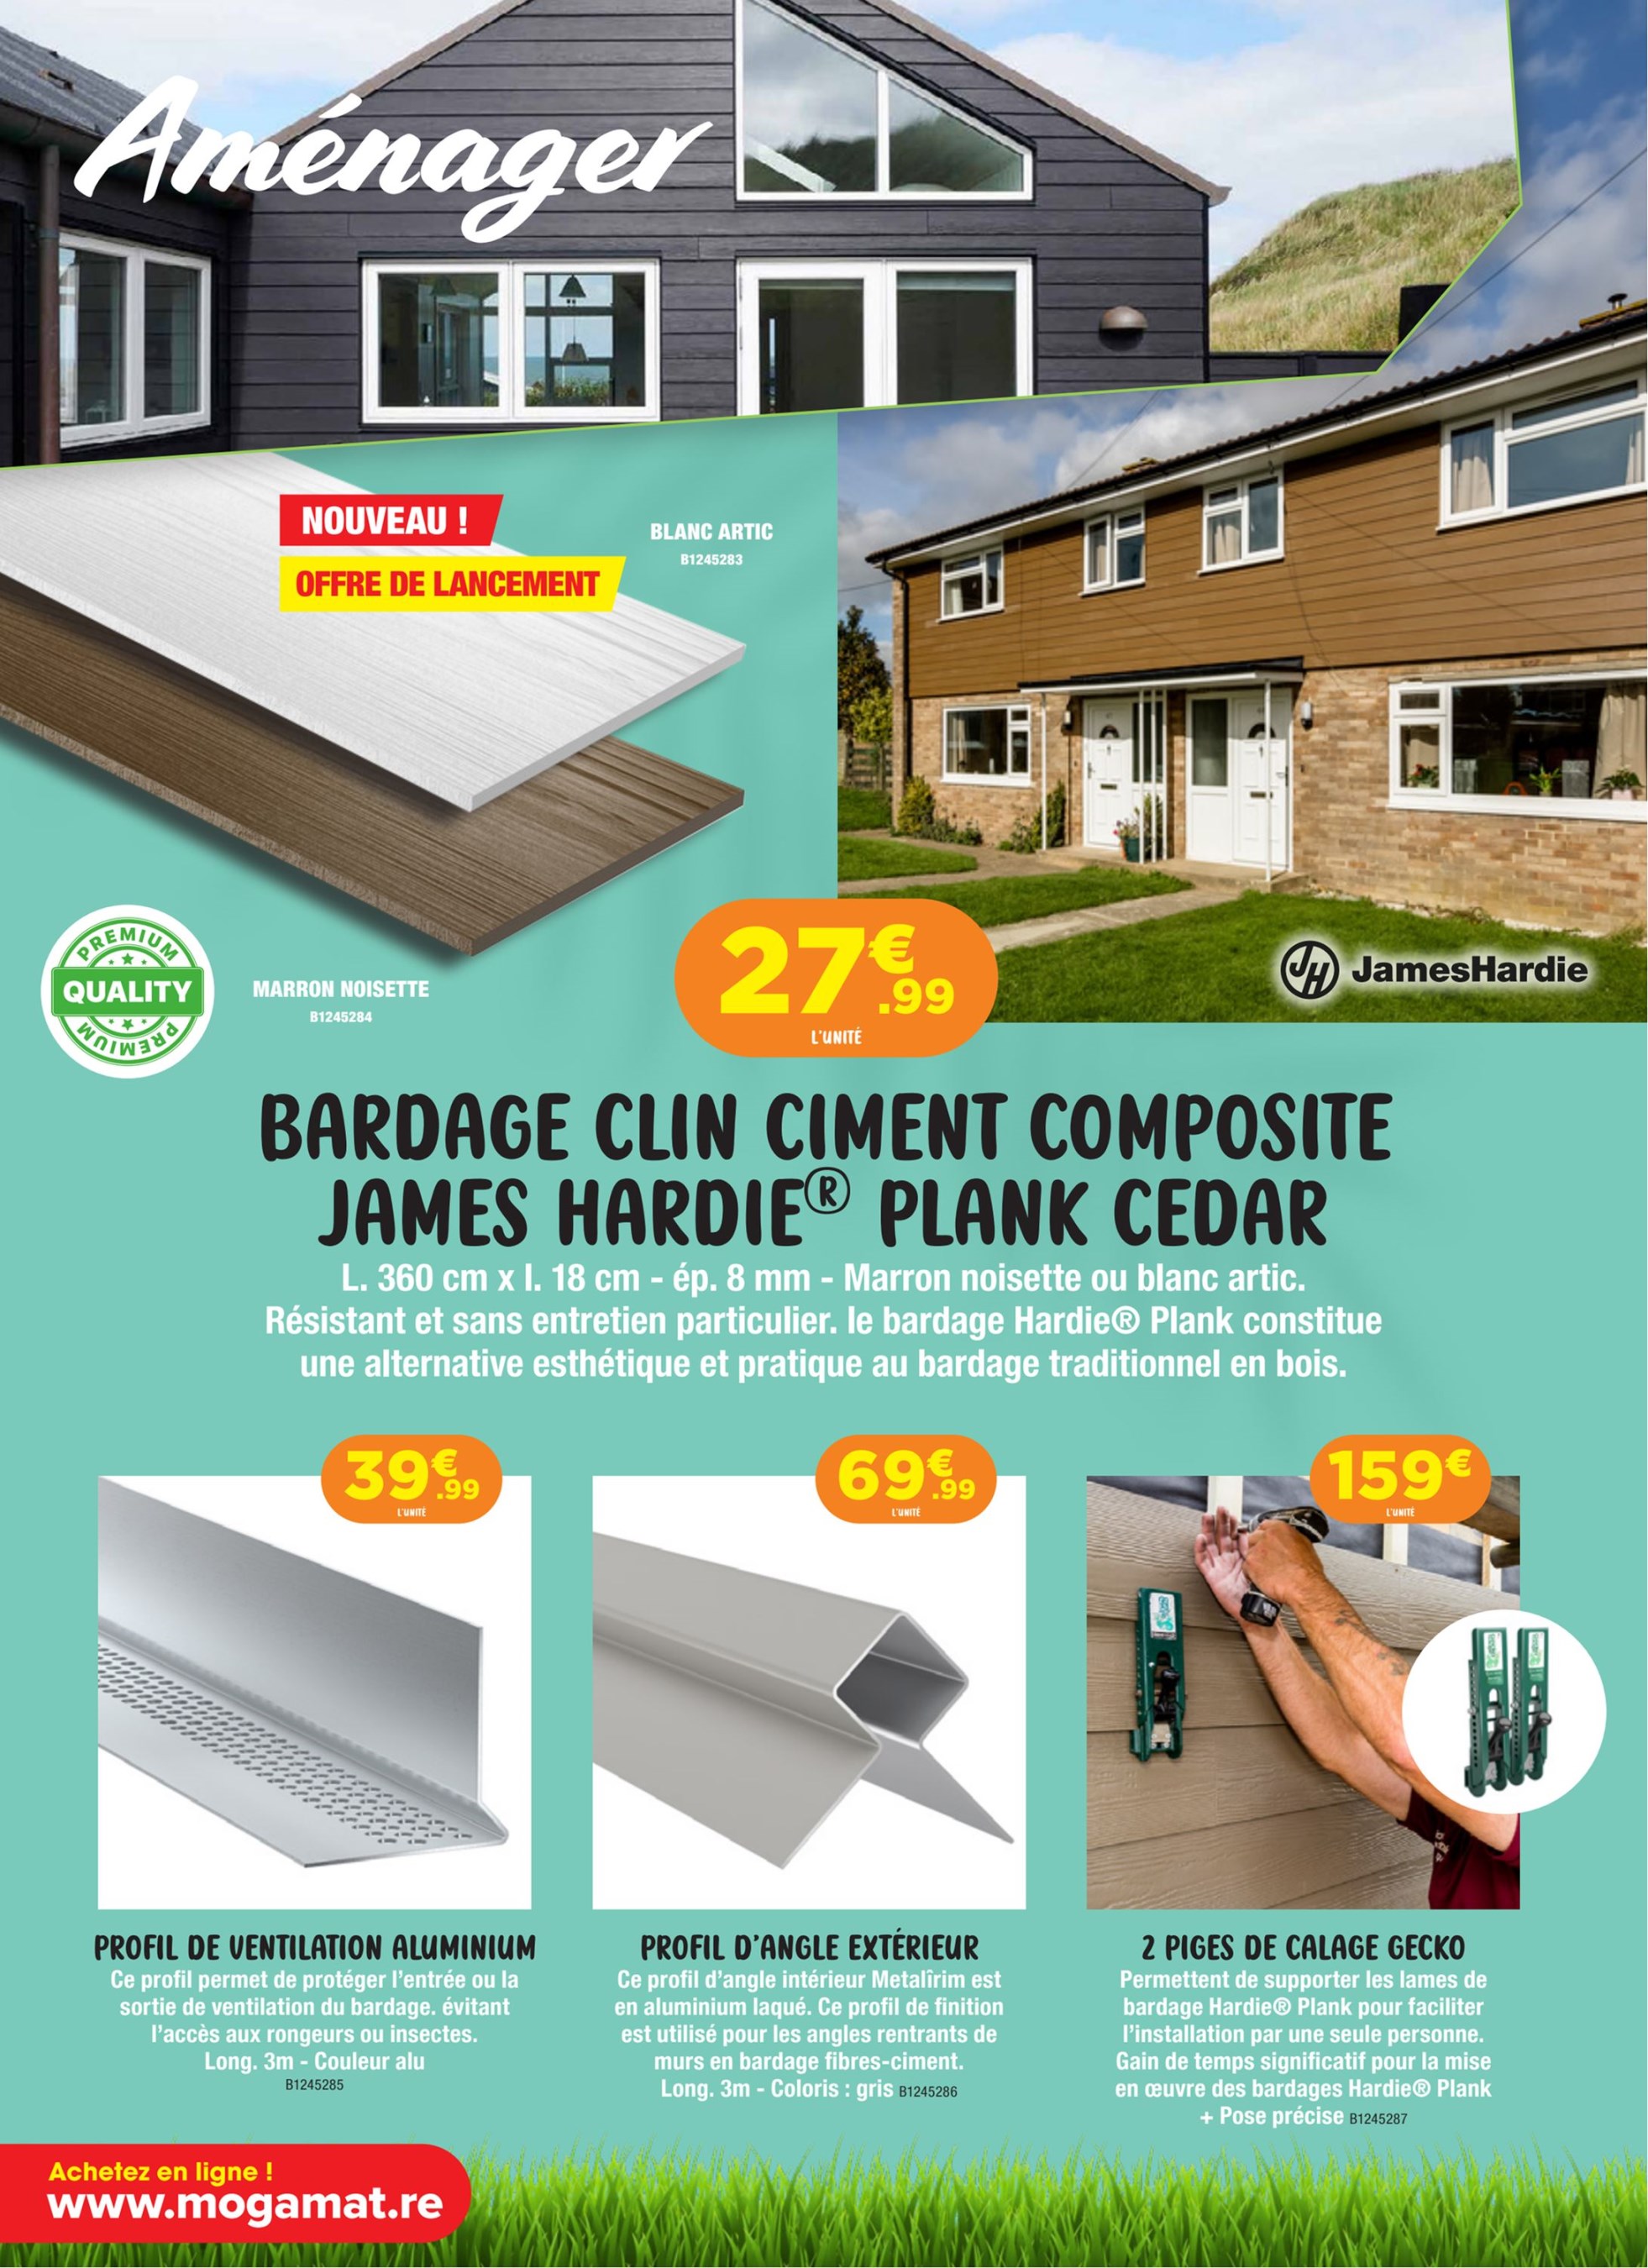 Aménager
NOUVEAU !
OFFRE DE LANCEMENT
BLANC ARTIC
B1245283
PREMIUM
QUALITY
PREMIUM
MARRON NOISETTE
B1245284
27€.99
L'UNITÉ
JH JamesHardie
BARDAGE CLIN CIMENT COMPOSITE
JAMES HARDIE® PLANK CEDAR
L. 360 cm x l. 18 cm - ép. 8 mm - Marron noisette ou blanc artic.
Résistant et sans entretien particulier. le bardage Hardie® Plank constitue
une alternative esthétique et pratique au bardage traditionnel en bois.
39€.99
L'UNITÉ
69€.99
L'UNITÉ
159€
L'UNITÉ
PROFIL DE VENTILATION ALUMINIUM
Ce profil permet de protéger l'entrée ou la
sortie de ventilation du bardage. évitant
l'accès aux rongeurs ou insectes.
Long. 3m - Couleur alu
B1245285
PROFIL D'ANGLE EXTÉRIEUR
Ce profil d'angle intérieur Metalîrim est
en aluminium laqué. Ce profil de finition
est utilisé pour les angles rentrants de
murs en bardage fibres-ciment.
Long. 3m - Coloris : gris B1245286
2 PIGES DE CALAGE GECKO
Permettent de supporter les lames de
bardage Hardie® Plank pour faciliter
l'installation par une seule personne.
Gain de temps significatif pour la mise
en œuvre des bardages Hardie® Plank
+ Pose précise B1245287
Achetez en ligne !
www.mogamat.re